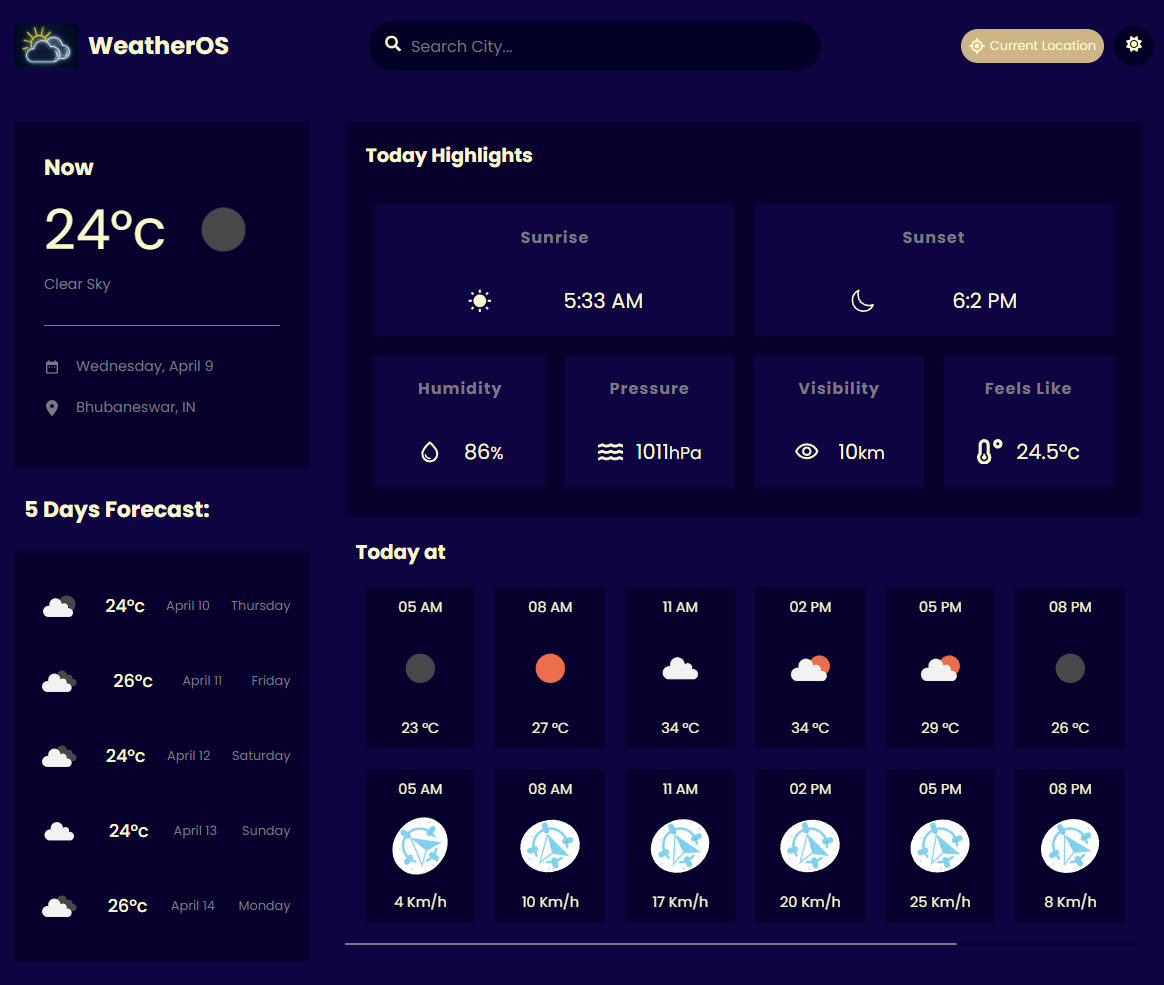 WeatherOS
Search City...
Current Location
Now
24°c
Clear Sky
Wednesday, April 9
Bhubaneswar, IN
5 Days Forecast:
24°c April 10 Thursday
26°c April 11 Friday
24°c April 12 Saturday
24°c April 13 Sunday
26°c April 14 Monday
Today Highlights
Sunrise
5:33 AM
Sunset
6:2 PM
Humidity
86%
Pressure
1011hPa
Visibility
10km
Feels Like
24.5°c
Today at
05 AM 08 AM 11 AM 02 PM 05 PM 08 PM
23 °C 27 °C 34 °C 34 °C 29 °C 26 °C
05 AM 08 AM 11 AM 02 PM 05 PM 08 PM
4 Km/h 10 Km/h 17 Km/h 20 Km/h 25 Km/h 8 Km/h